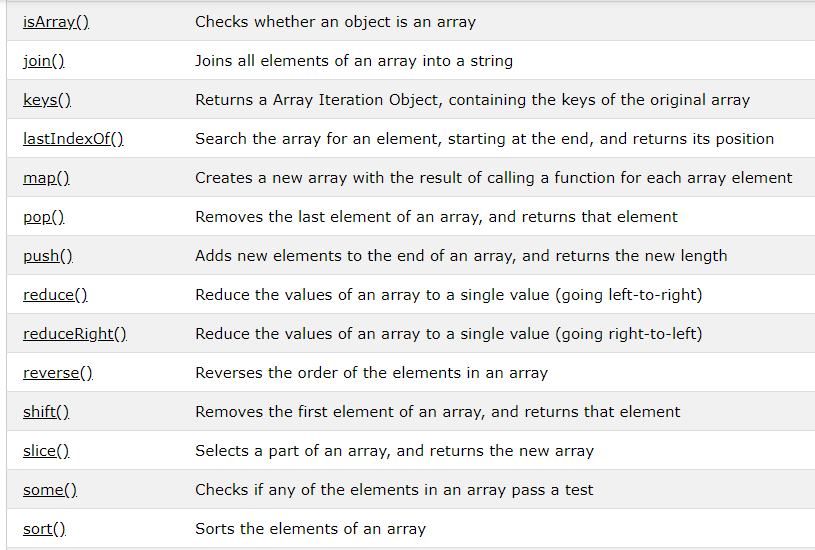 isArray() Checks whether an object is an array
join() Joins all elements of an array into a string
keys() Returns a Array Iteration Object, containing the keys of the original array
lastIndexOf() Search the array for an element, starting at the end, and returns its position
map() Creates a new array with the result of calling a function for each array element
pop() Removes the last element of an array, and returns that element
push() Adds new elements to the end of an array, and returns the new length
reduce() Reduce the values of an array to a single value (going left-to-right)
reduceRight() Reduce the values of an array to a single value (going right-to-left)
reverse() Reverses the order of the elements in an array
shift() Removes the first element of an array, and returns that element
slice() Selects a part of an array, and returns the new array
some() Checks if any of the elements in an array pass a test
sort() Sorts the elements of an array